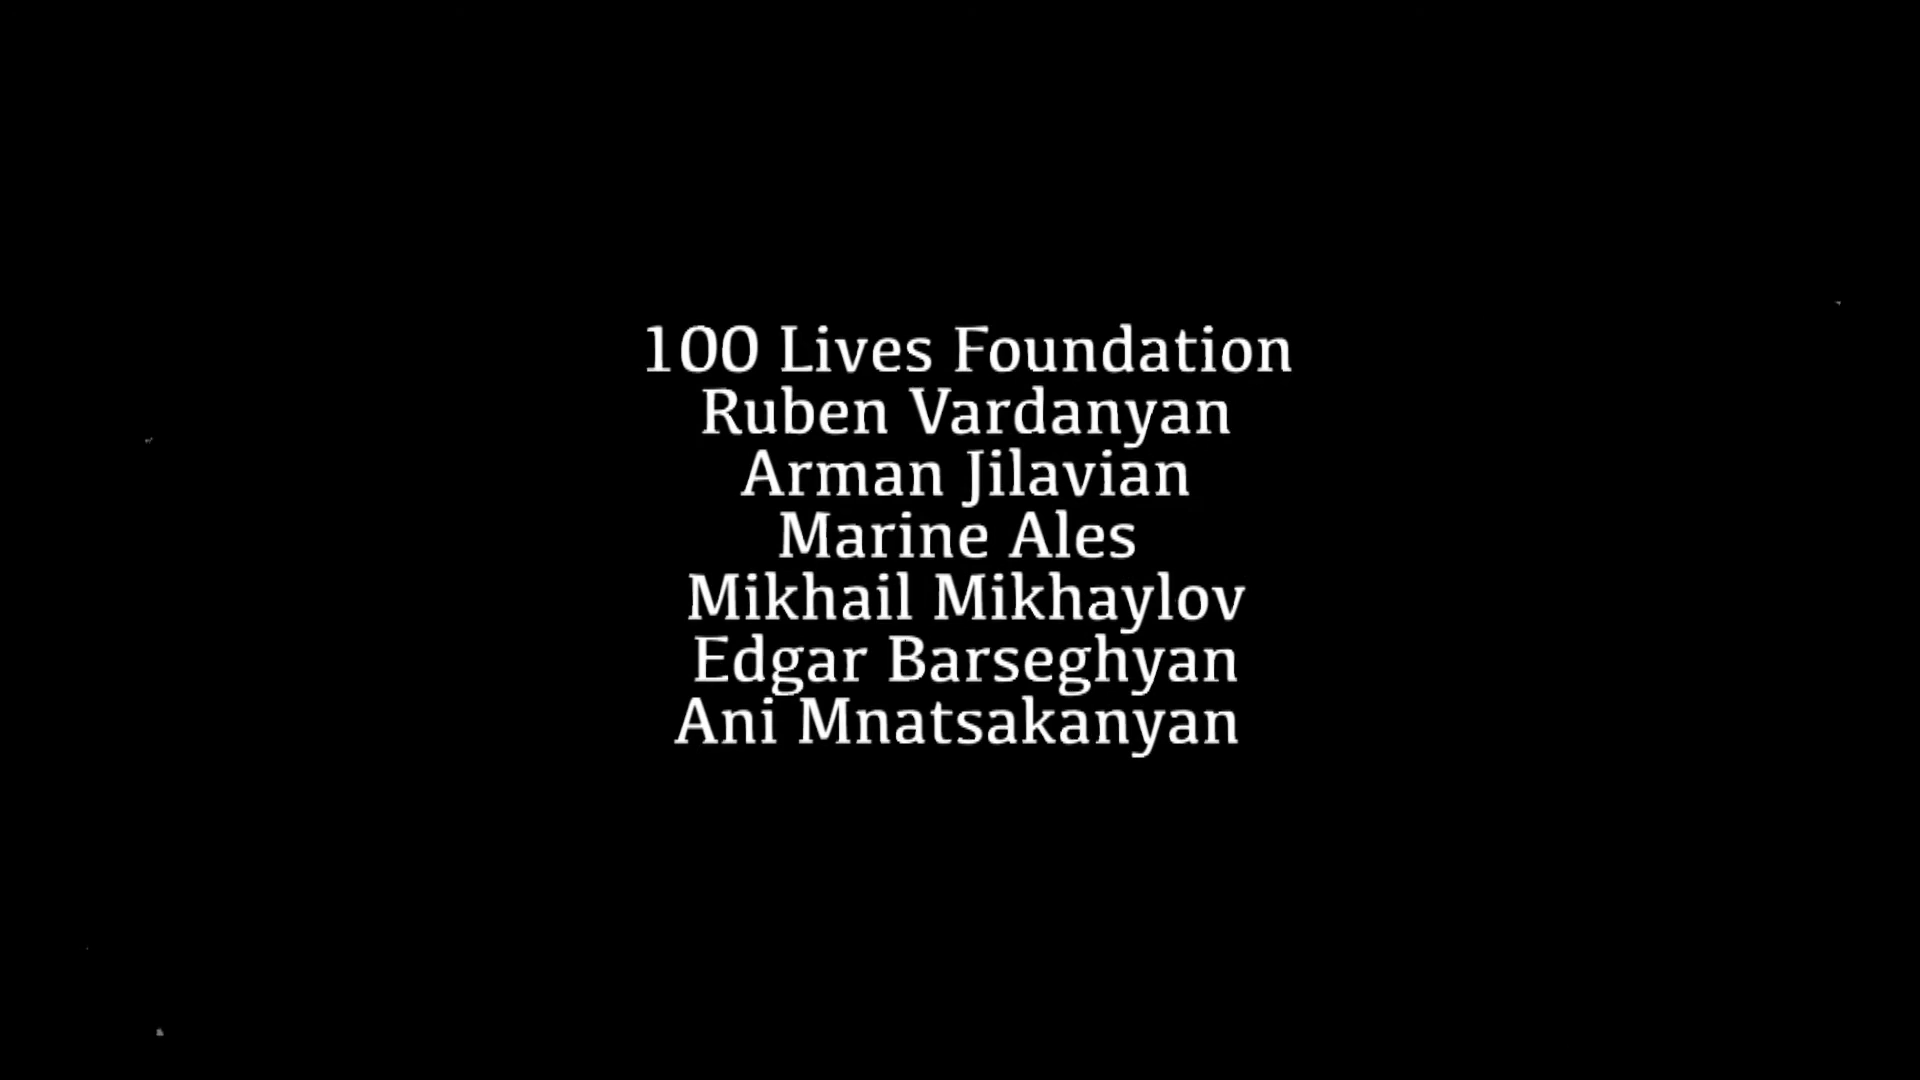 100 Lives Foundation
Ruben Vardanyan
Arman Jilavian
Marine Ales
Mikhail Mikhaylov
Edgar Barseghyan
Ani Mnatsakanyan